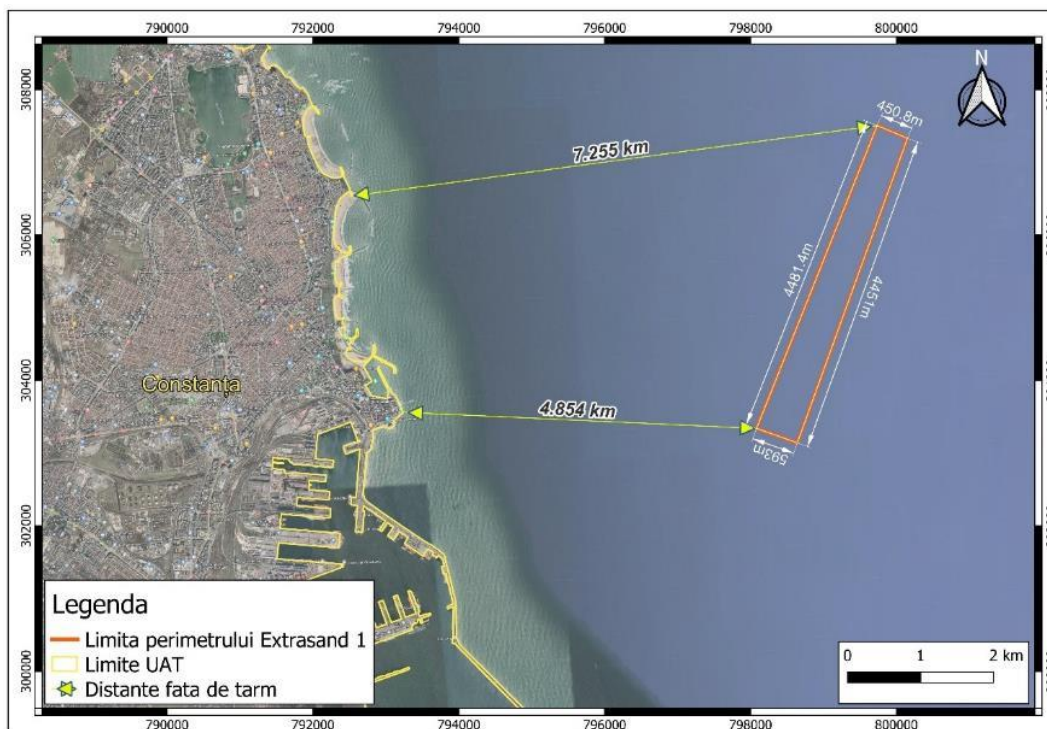 790000 792000 794000 796000 798000 800000
N
308000
306000
304000
302000
300000
450.8m
7.255 km
4481.4m
4451m
Constanța
4.854 km
593m
Legenda
Limita perimetrului Extrasand 1
Limite UAT
Distante fata de tarm
0 1 2 km
790000 792000 794000 796000 798000 800000